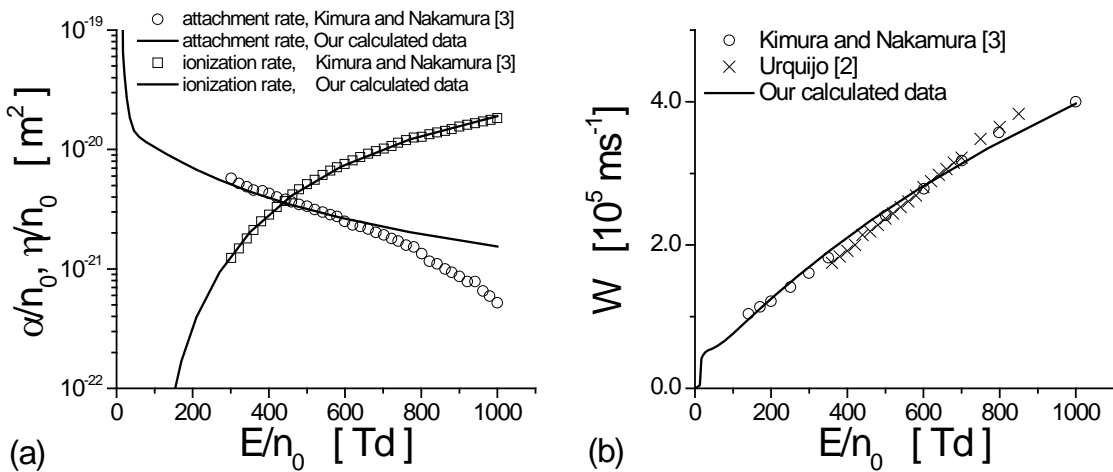 attachment rate, Kimura and Nakamura [3]
attachment rate, Our calculated data
ionization rate, Kimura and Nakamura [3]
ionization rate, Our calculated data
10⁻¹⁹
10⁻²⁰
10⁻²¹
10⁻²²
α/n₀, η/n₀ [ m² ]
0 200 400 600 800 1000
E/n₀ [ Td ]
(a)
Kimura and Nakamura [3]
Urquijo [2]
Our calculated data
4.0
2.0
0.0
W [10⁵ ms⁻¹]
0 200 400 600 800 1000
E/n₀ [ Td ]
(b)